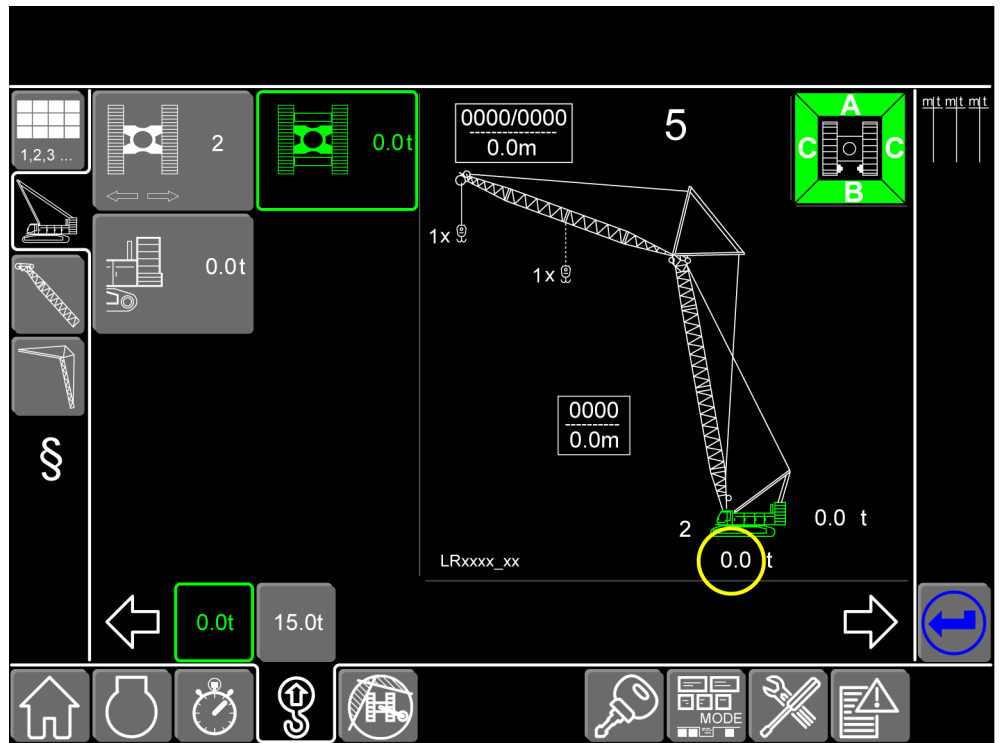 1,2,3 ...
2
0.0t
0000/0000
0.0m
5
A
C
C
B
m|t m|t m|t
0.0t
1x
1x
§
0000
0.0m
2
0.0 t
LRxxxx_xx
0.0 t
0.0t
15.0t
MODE